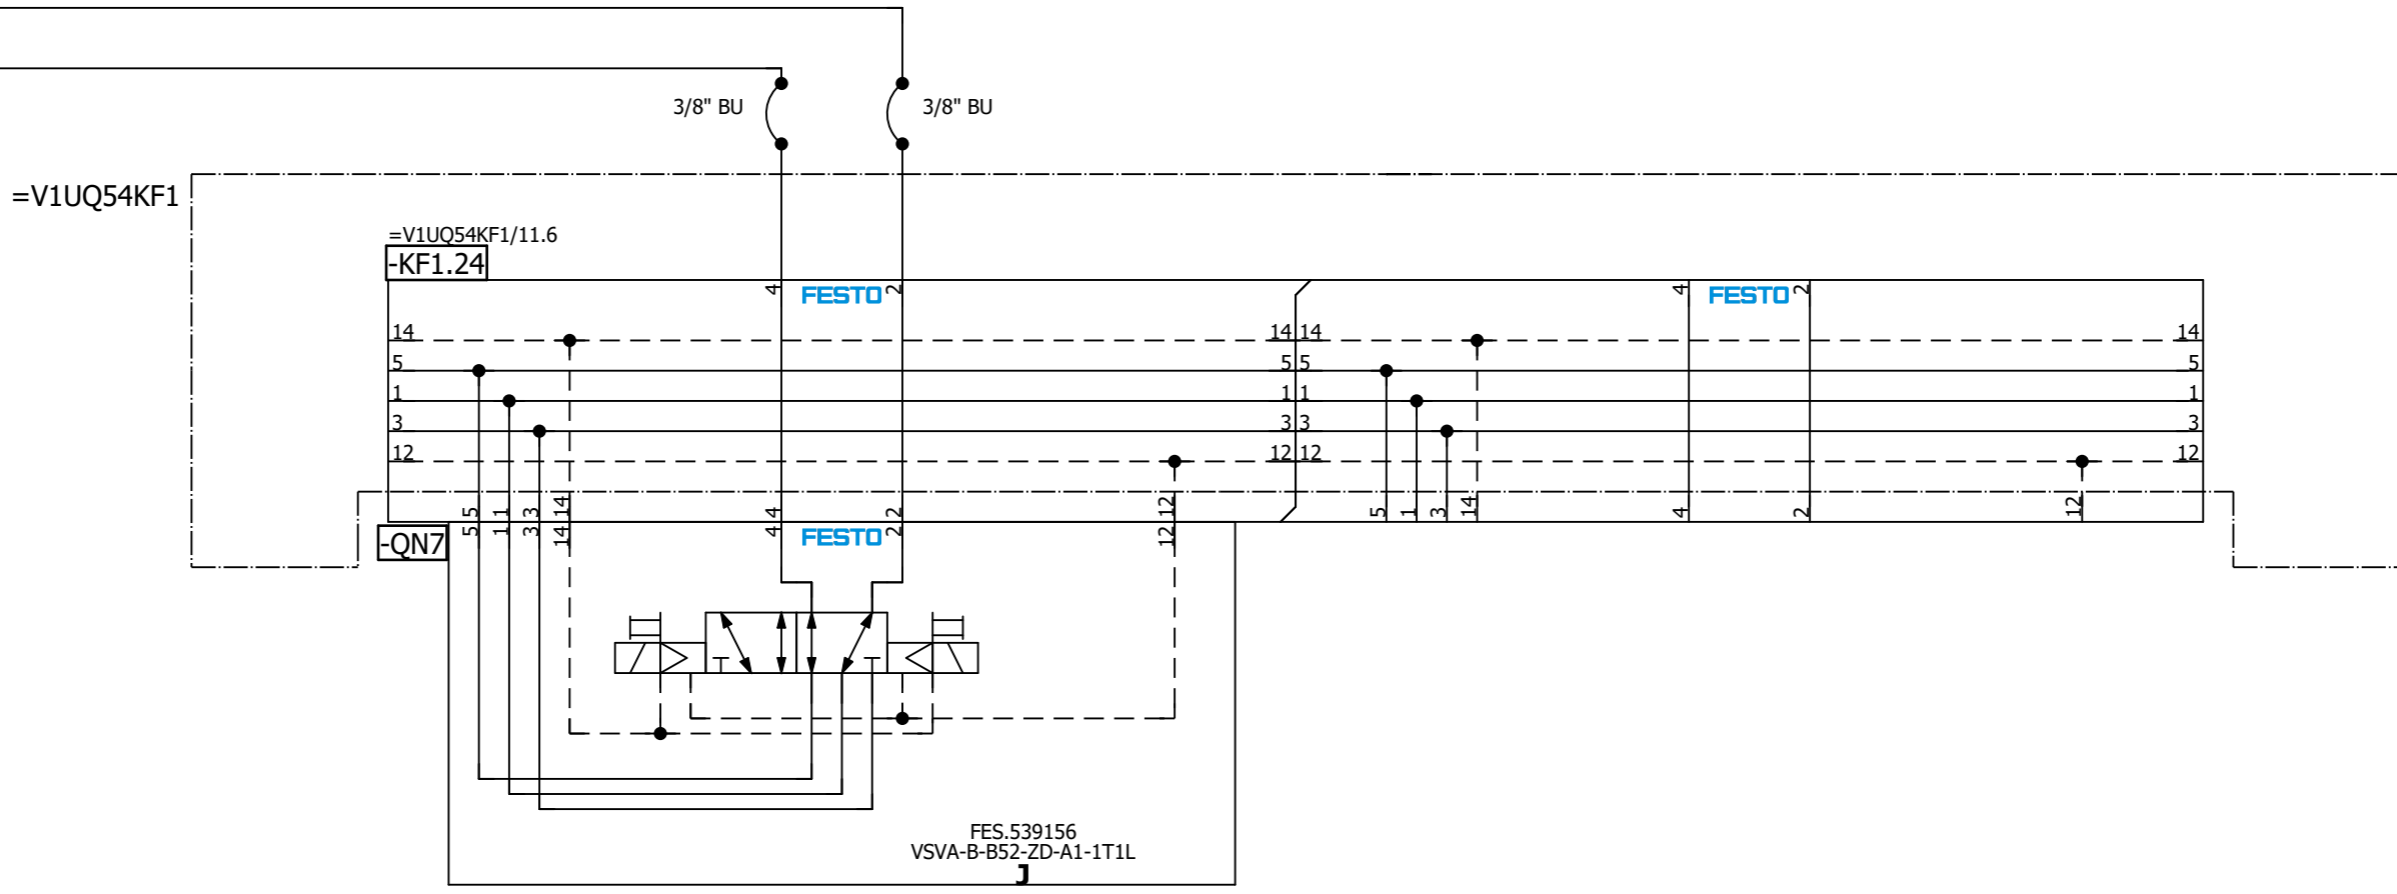 3/8" BU 3/8" BU
=V1UQ54KF1
=V1UQ54KF1/11.6
-KF1.24
4 FESTO 2 4 FESTO 2
14 14 14 14
5 5 5 5
1 1 1 1
3 3 3 3
12 12 12 12
5 1 3 14 4 2 12 5 1 3 14 4 2 12
-QN7
5 1 3 14 4 FESTO 2 12
FES.539156
VSVA-B-B52-ZD-A1-1T1L
J